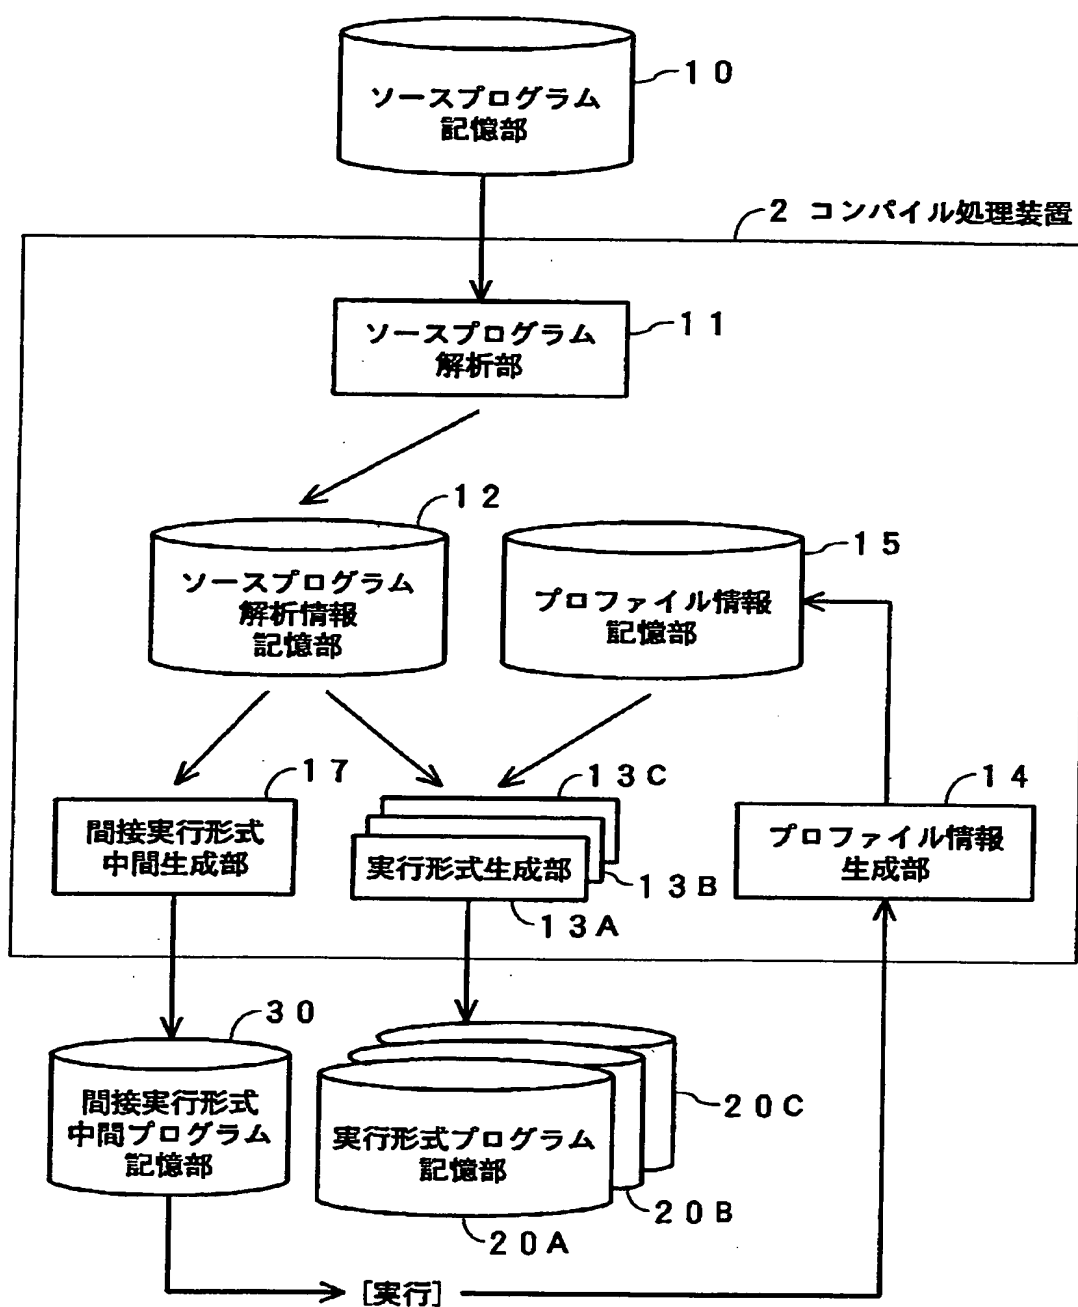 ソースプログラム
記憶部
10
2 コンパイル処理装置
ソースプログラム
解析部
11
12
ソースプログラム
解析情報
記憶部
15
プロファイル情報
記憶部
17
間接実行形式
中間生成部
13C
実行形式生成部
13B
13A
14
プロファイル情報
生成部
30
間接実行形式
中間プログラム
記憶部
実行形式プログラム
記憶部
20C
20B
20A
[実行]